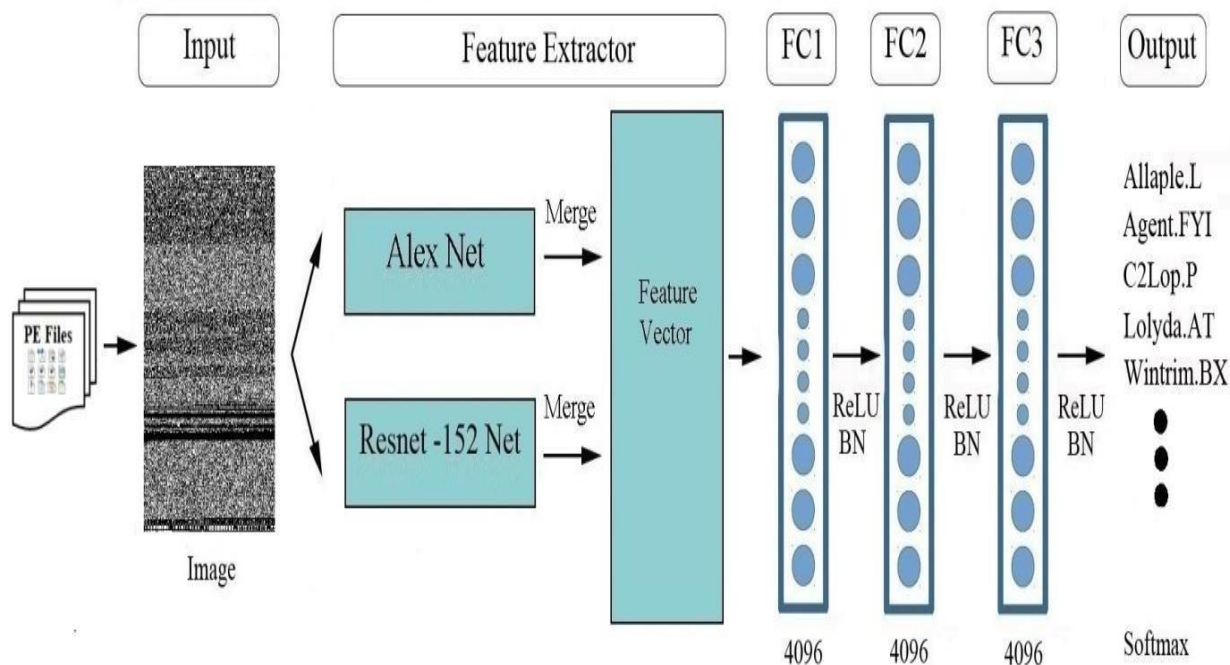 Input
Feature Extractor
FC1
FC2
FC3
Output
PE Files
Image
Alex Net
Resnet -152 Net
Merge
Merge
Feature
Vector
ReLU
BN
ReLU
BN
ReLU
BN
4096
4096
4096
Allaple.L
Agent.FYI
C2Lop.P
Lolyda.AT
Wintrim.BX
Softmax